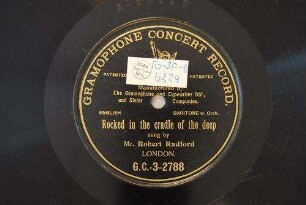 GRAMOPHONE CONCERT RECORD.
PATENTED PATENTED
Manufactured by
The Gramophone and Typewriter Ltd.,
and Sister Companies.
ENGLISH BARITONE w. Orch.
Rocked in the cradle of the deep
sung by
Mr. Robert Radford
LONDON.
G.C.-3-2788